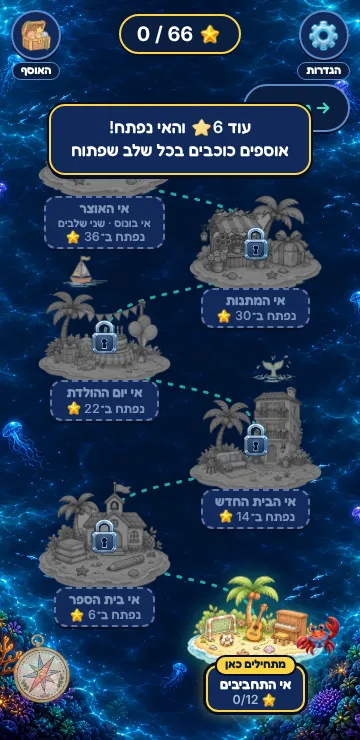 0 / 66
האוסף
הגדרות
עוד 6 והאי נפתח!
אוספים כוכבים בכל שלב שפתוח
אי האוצר
אי בונוס · שני שלבים
נפתח ב־36
אי המתנות
נפתח ב־30
אי יום ההולדת
נפתח ב־22
אי הבית החדש
נפתח ב־14
אי בית הספר
נפתח ב־6
מתחילים כאן
אי התחביבים
0/12